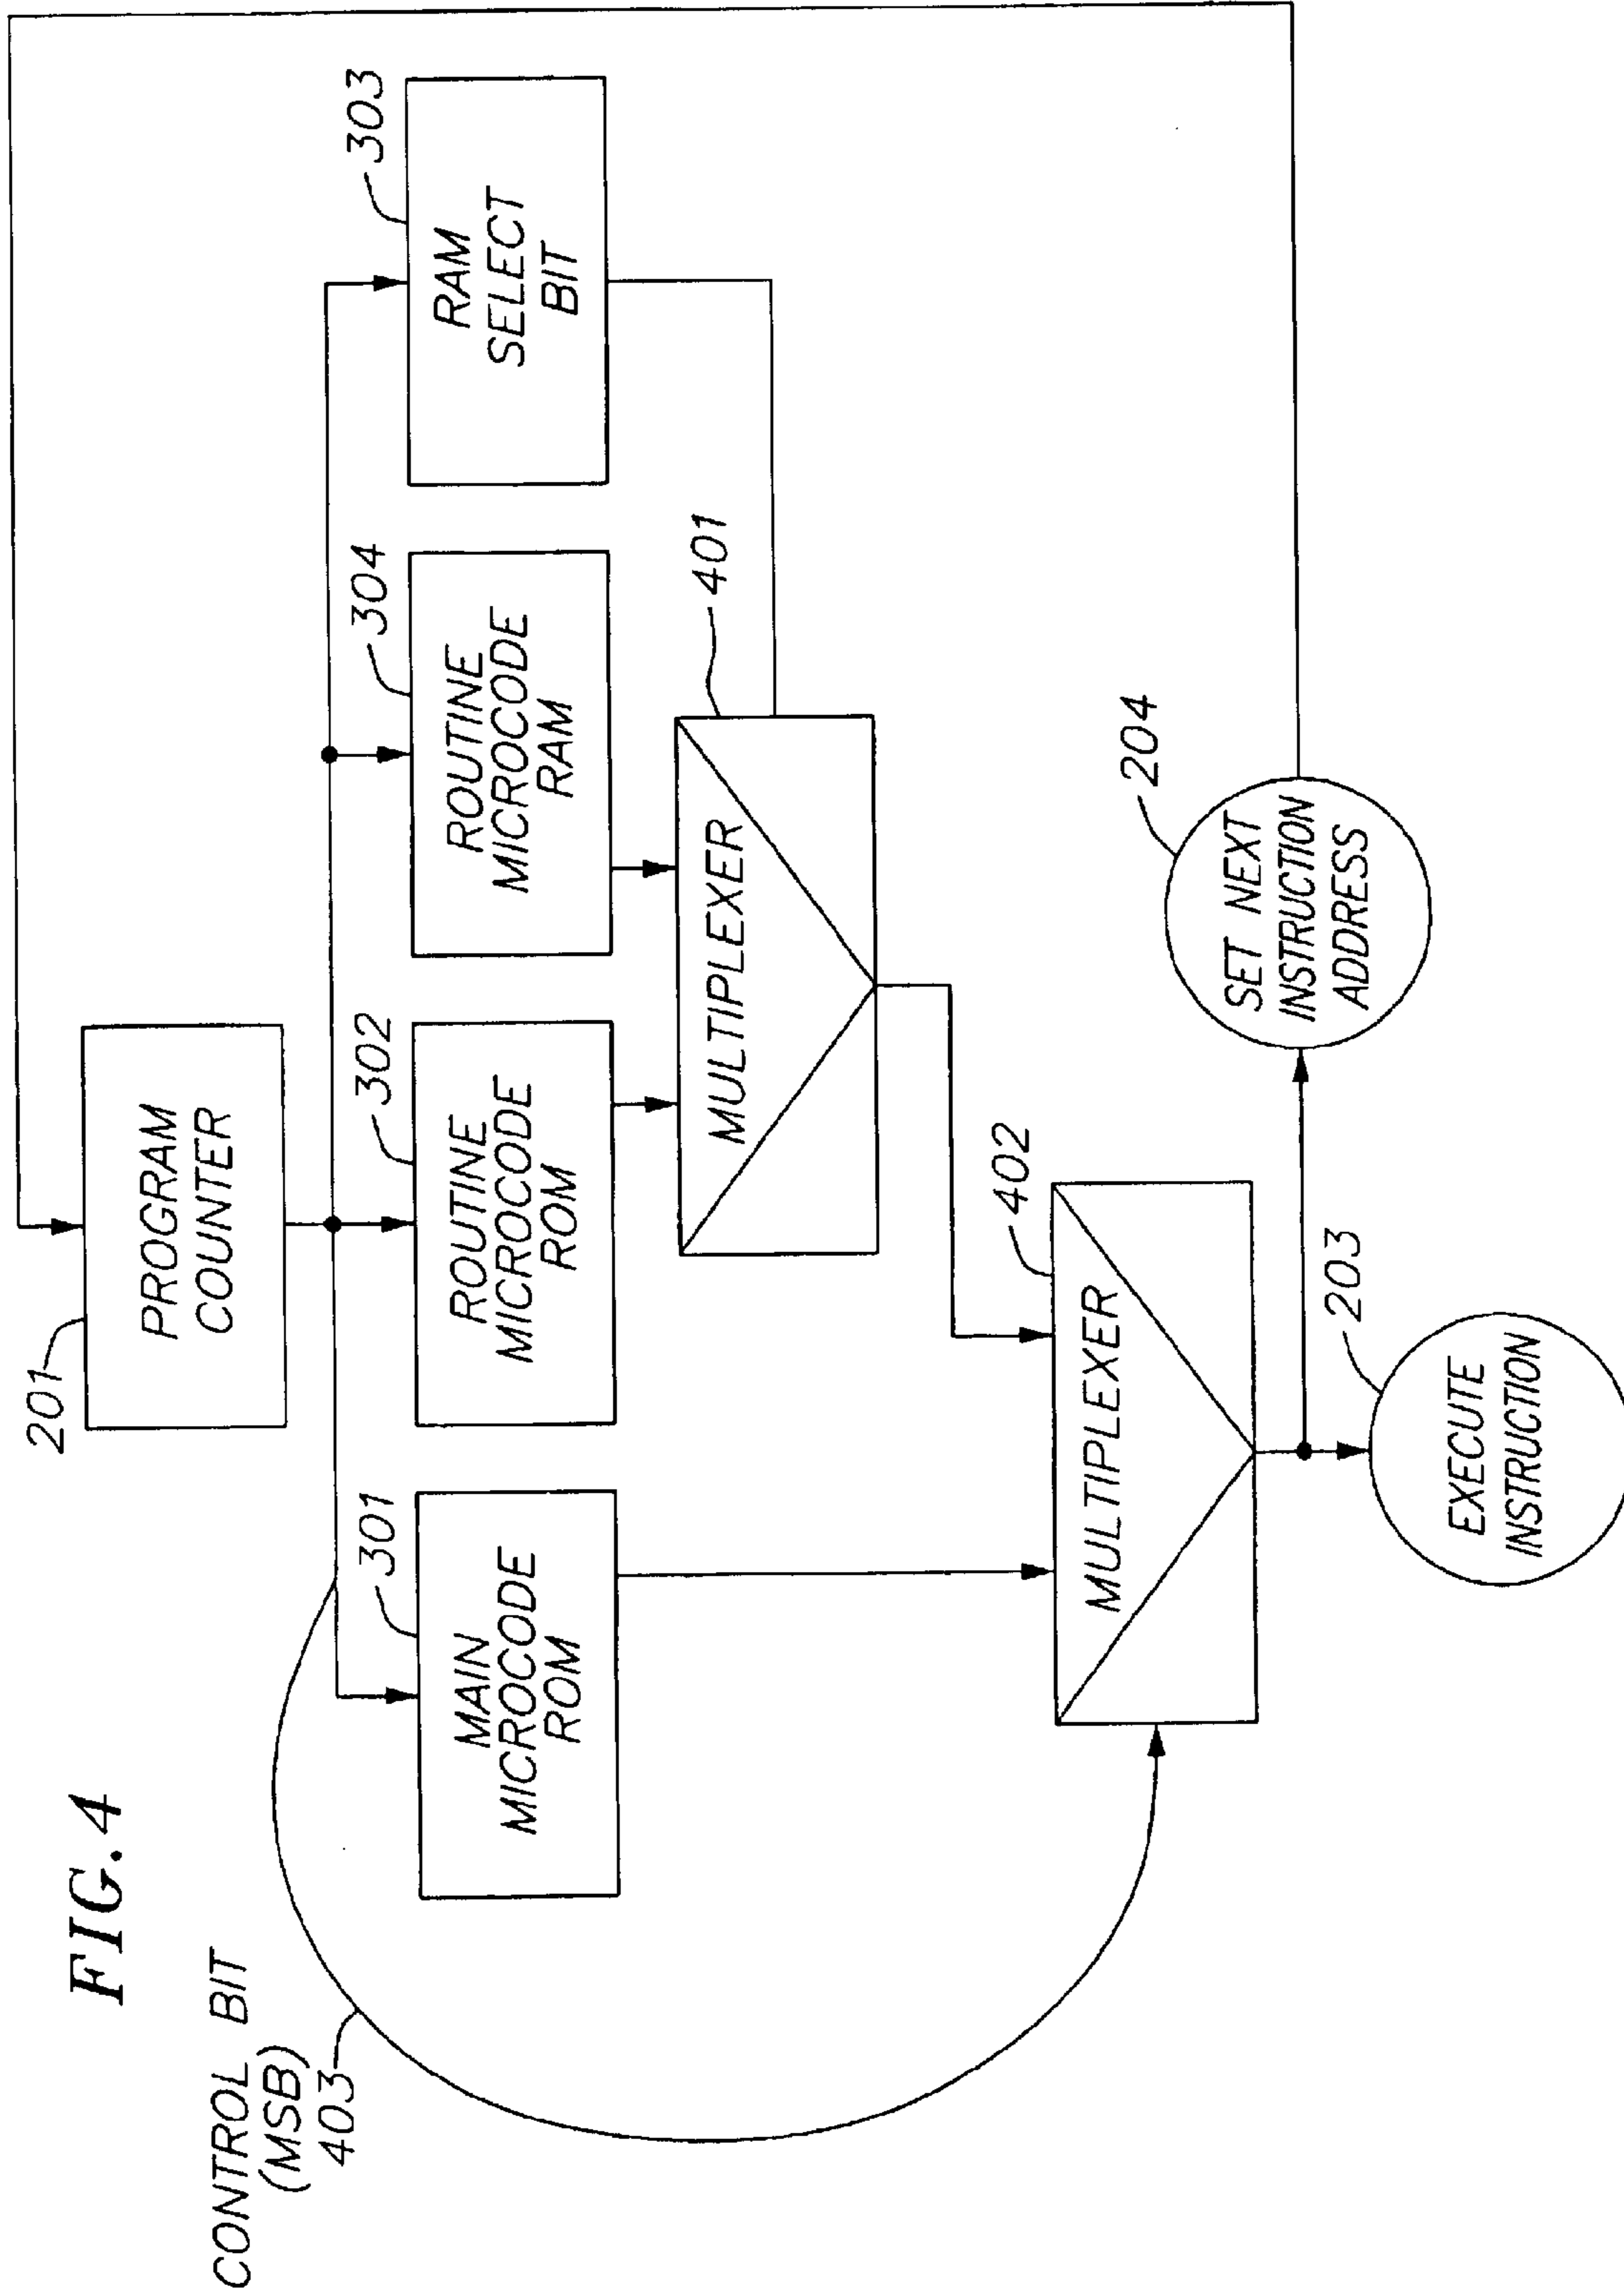 FIG.4
CONTROL BIT
(MSB)
403
201
PROGRAM
COUNTER
301
MAIN
MICROCODE
ROM
302
ROUTINE
MICROCODE
ROM
304
ROUTINE
MICROCODE
RAM
303
RAM
SELECT
BIT
401
MULTIPLEXER
402
MULTIPLEXER
203
EXECUTE
INSTRUCTION
204
SET NEXT
INSTRUCTION
ADDRESS